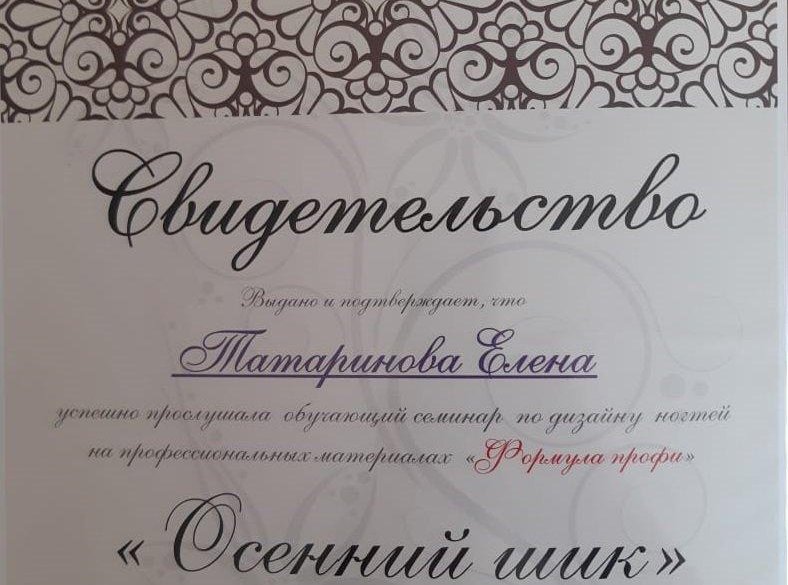 Свидетельство
Выдано и подтверждает, что
Татаринова Елена
успешно прослушала обучающий семинар по дизайну ногтей
на профессиональных материалах «Формула профи»
« Осенний шик»